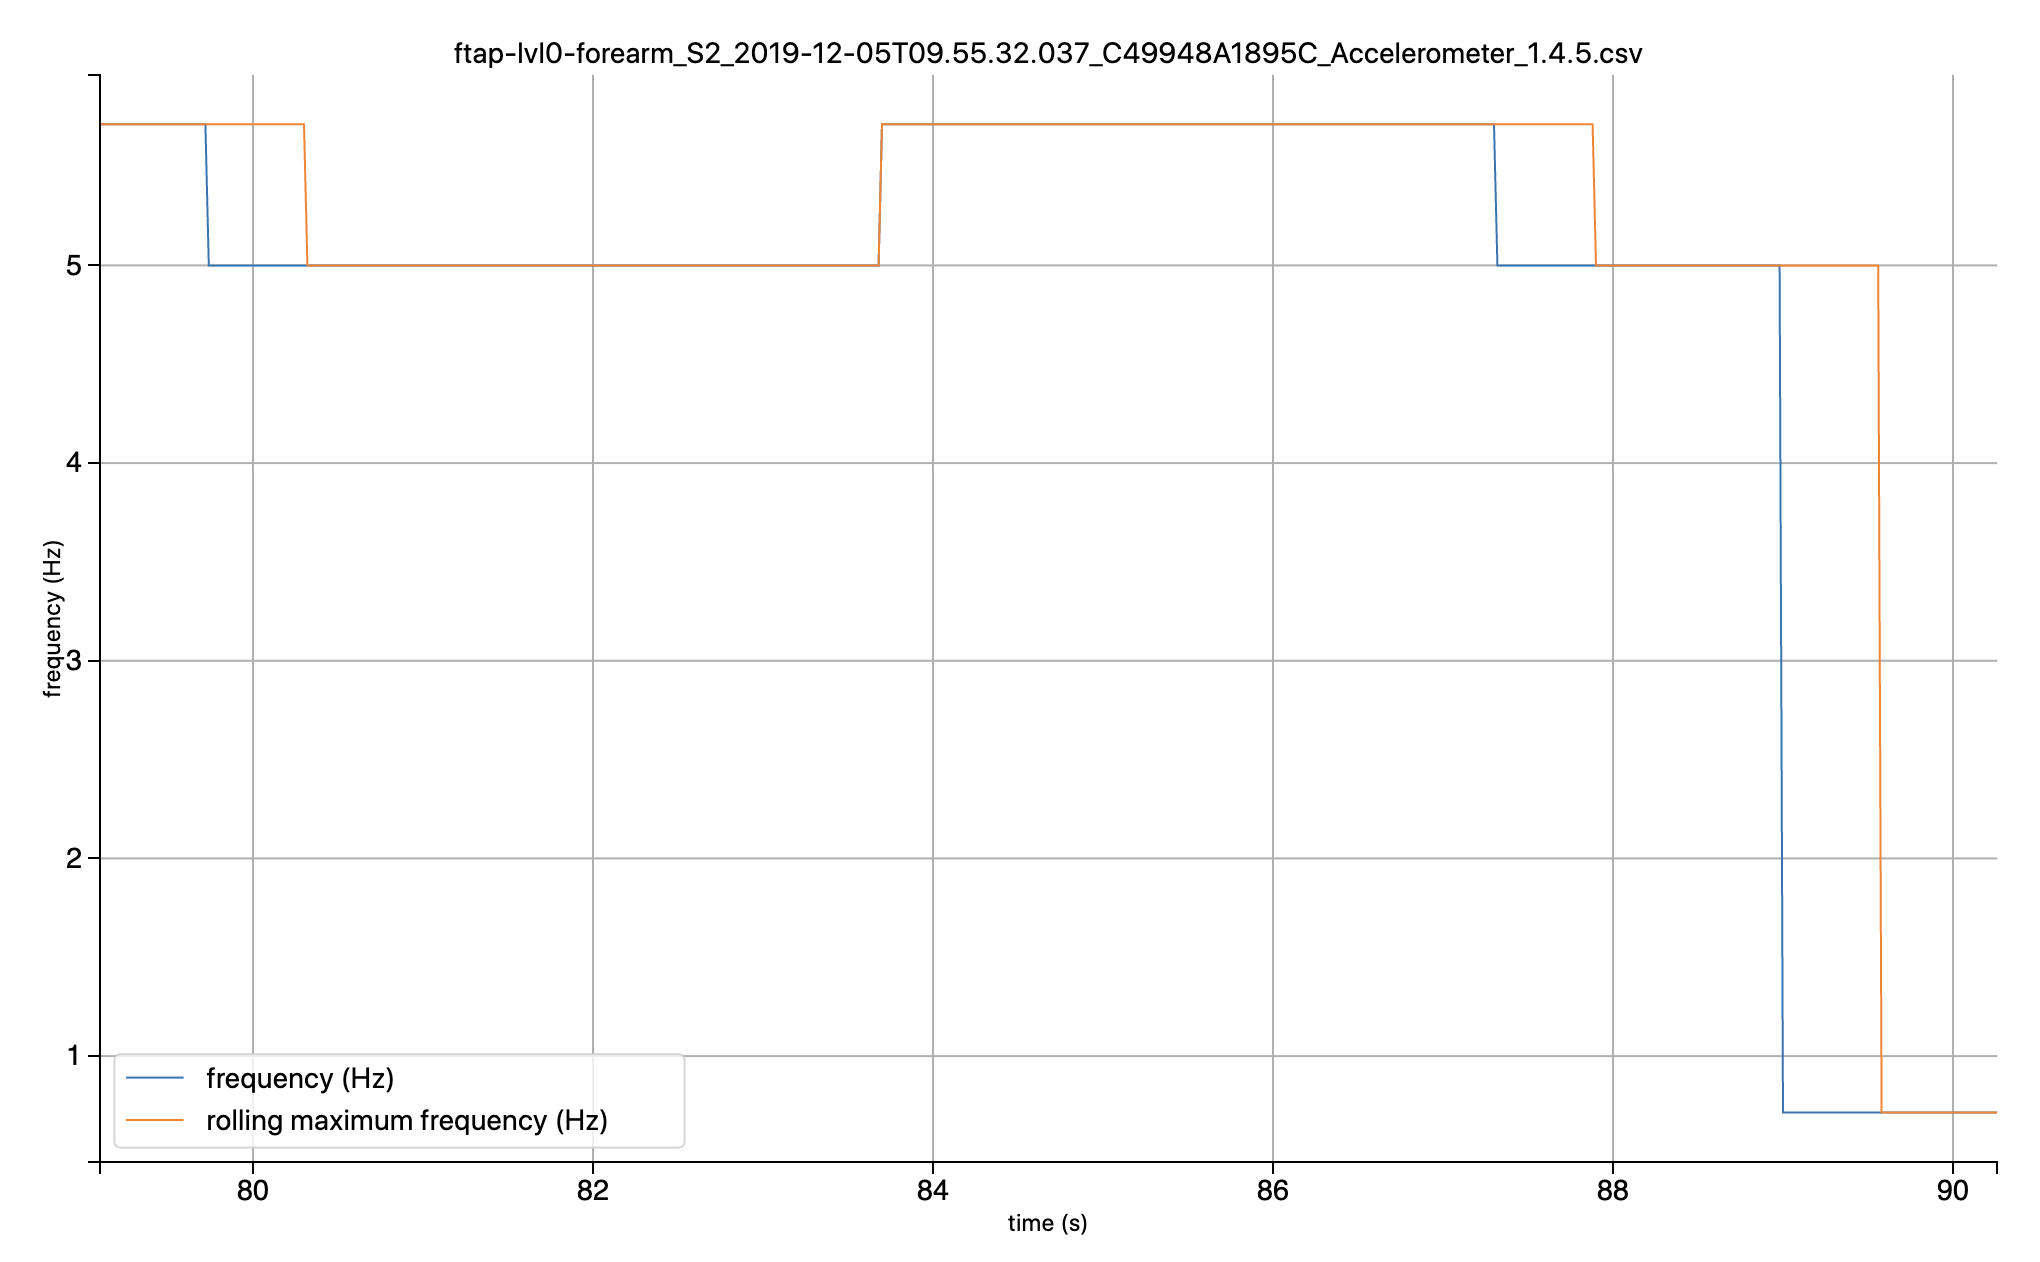 ftap-lvl0-forearm_S2_2019-12-05T09.55.32.037_C49948A1895C_Accelerometer_1.4.5.csv
5
4
frequency (Hz)
3
2
1
frequency (Hz)
rolling maximum frequency (Hz)
80 82 84 86 88 90
time (s)